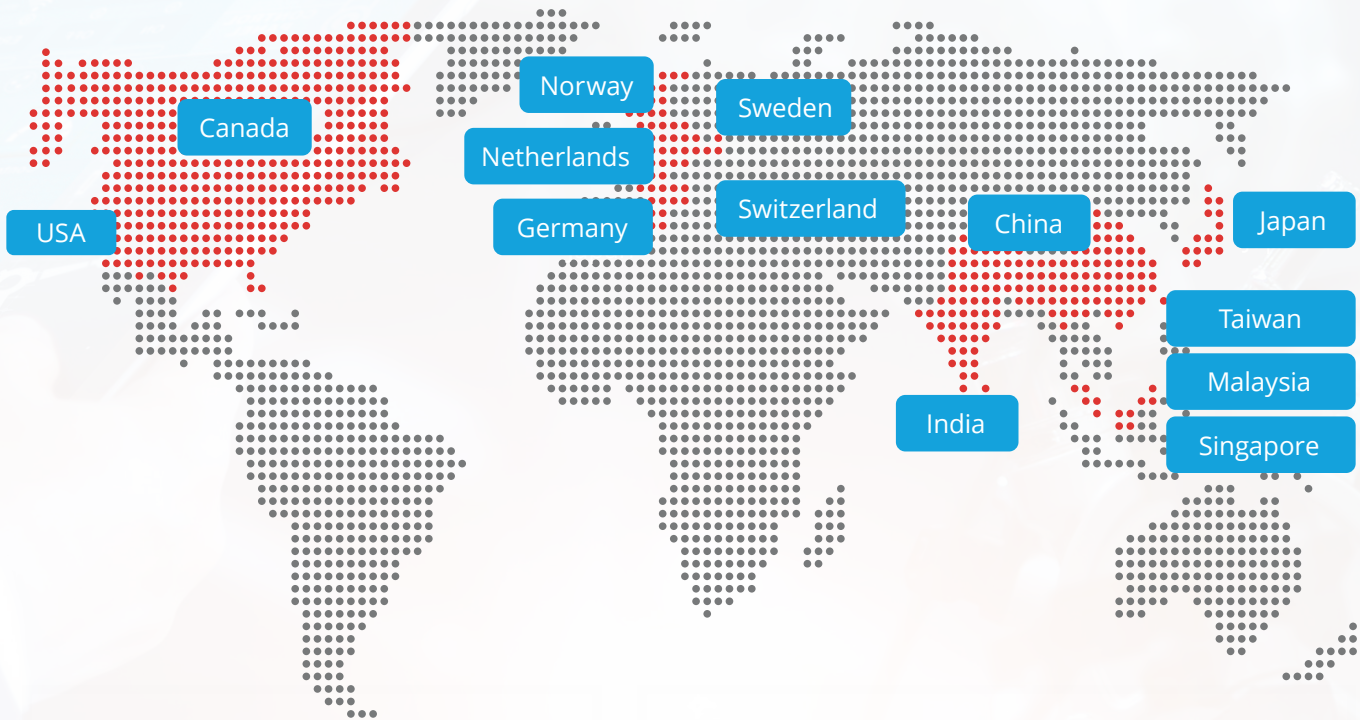 Norway
Sweden
Canada
Netherlands
Switzerland
Germany
China
Japan
USA
Taiwan
Malaysia
India
Singapore